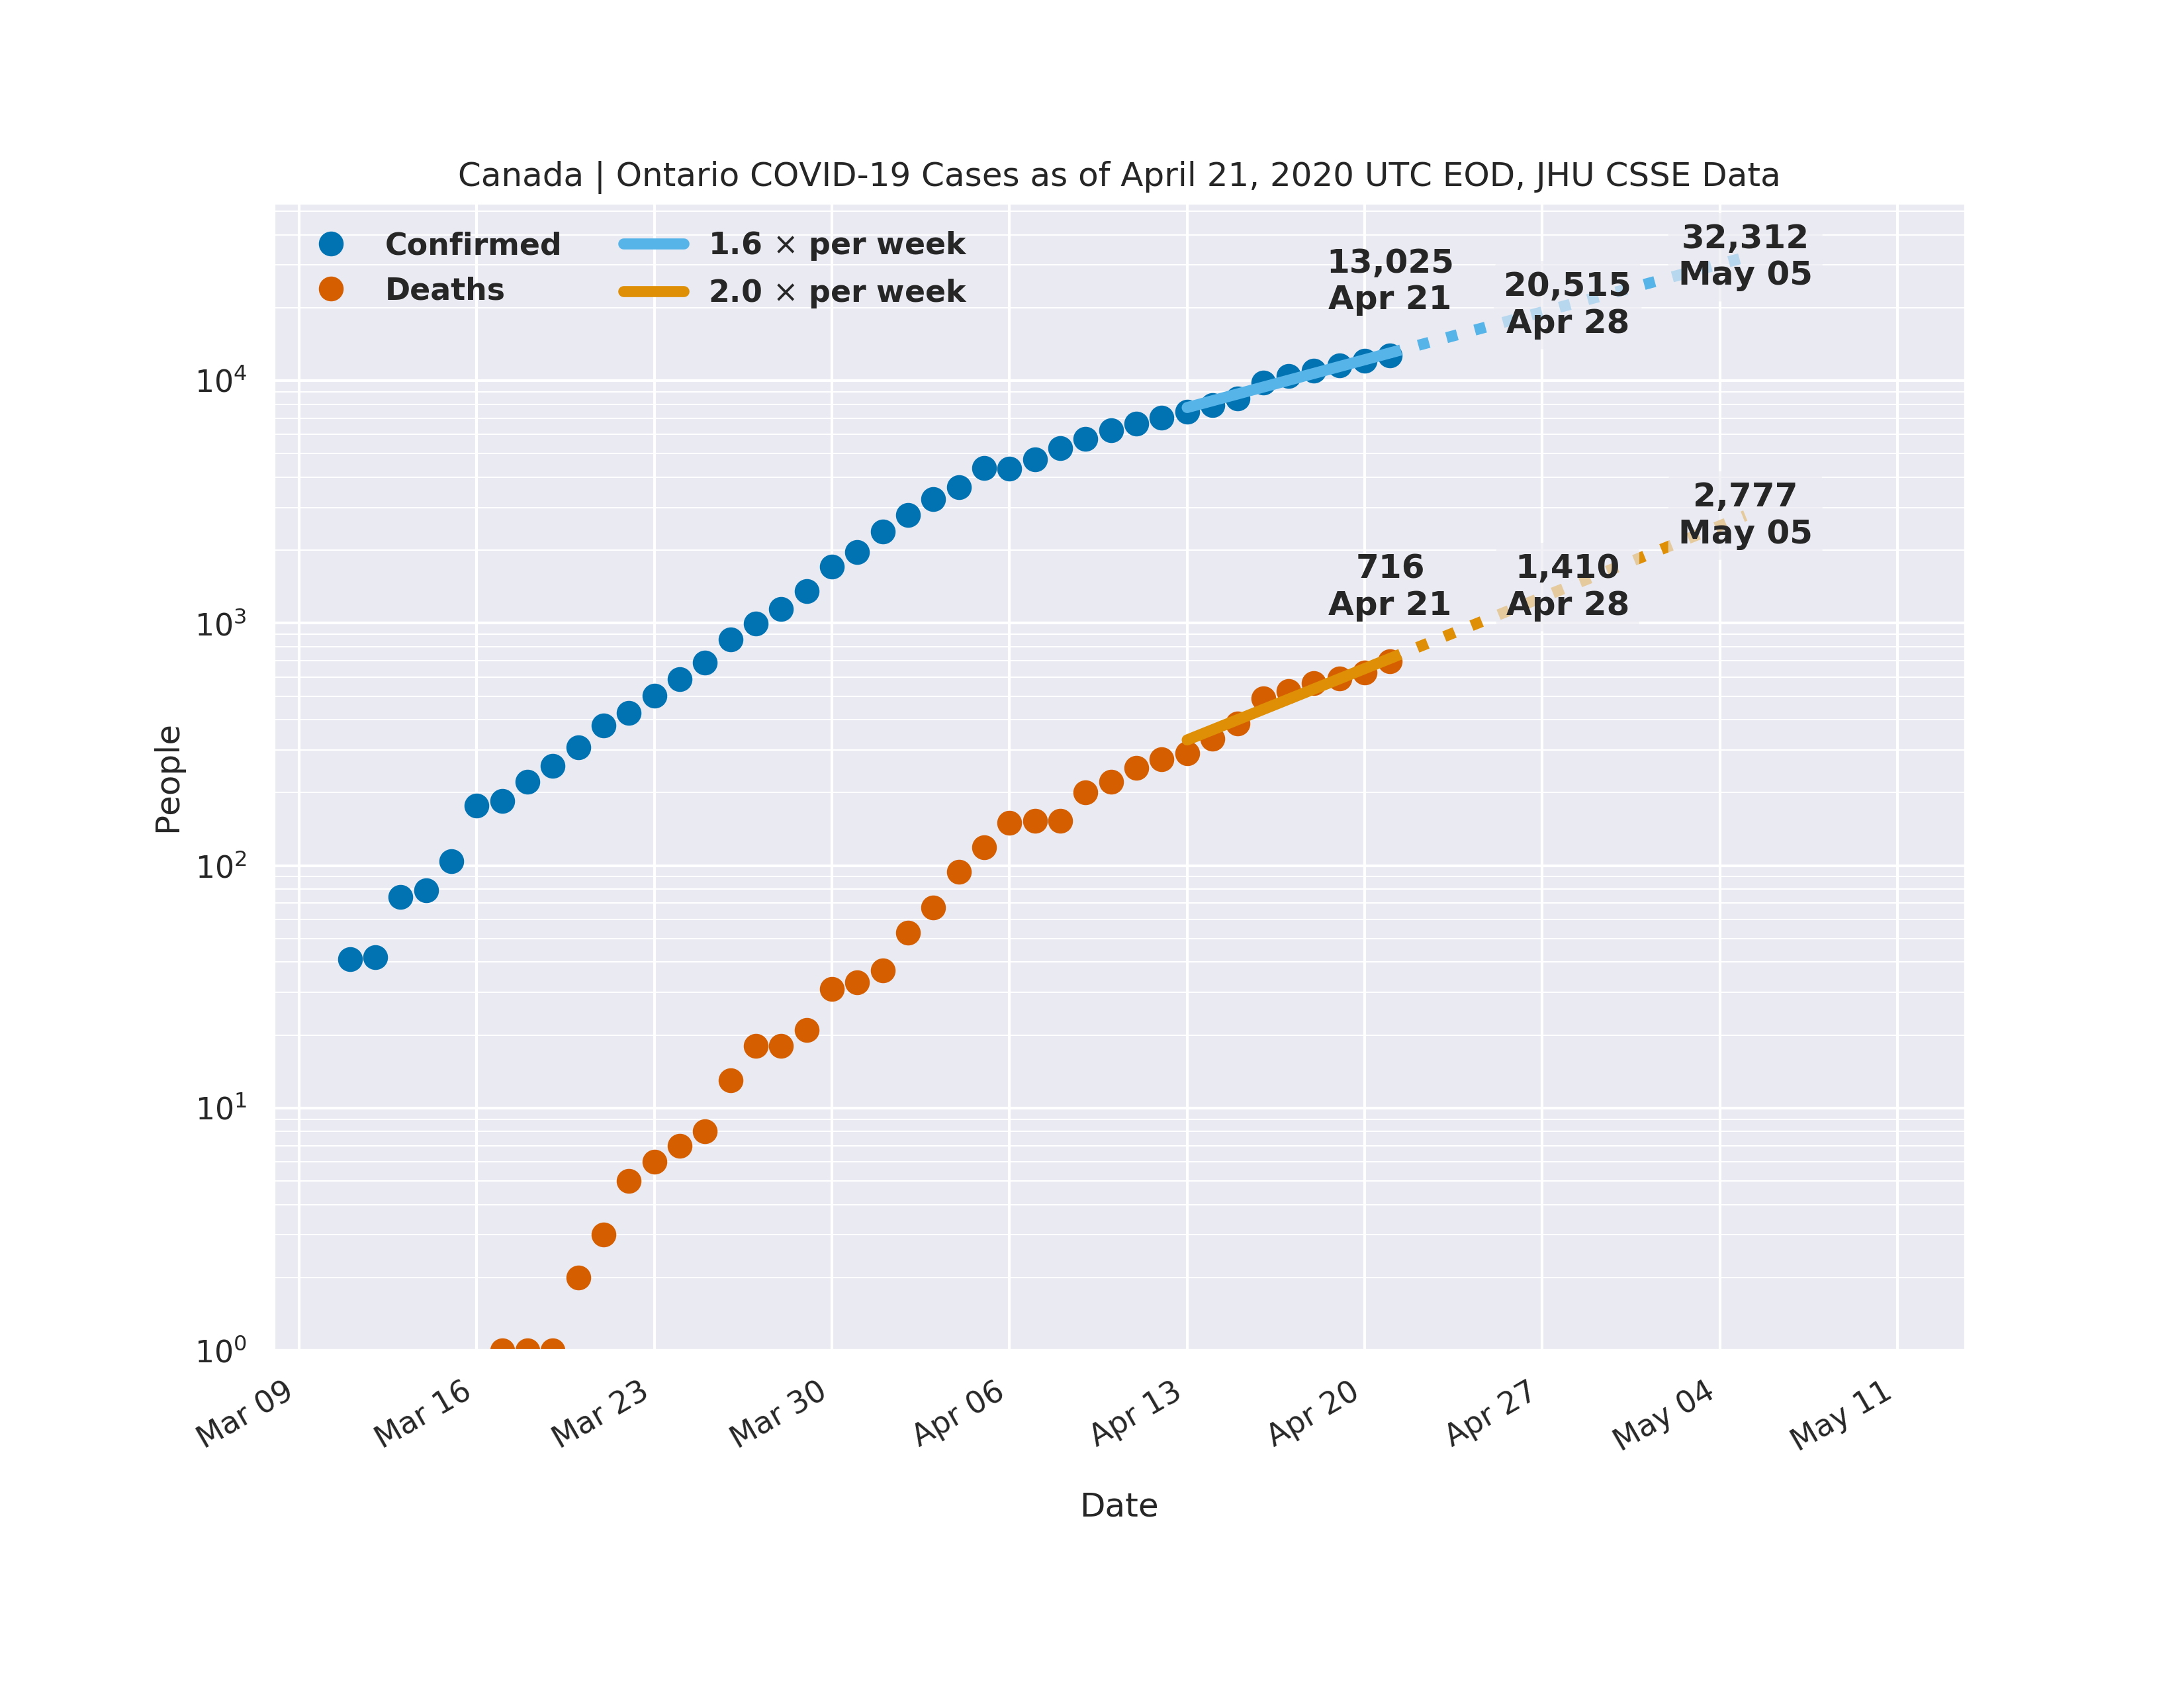 Canada | Ontario COVID-19 Cases as of April 21, 2020 UTC EOD, JHU CSSE Data
Confirmed
Deaths
1.6 × per week
2.0 × per week
13,025
Apr 21
20,515
Apr 28
32,312
May 05
716
Apr 21
1,410
Apr 28
2,777
May 05
People
10⁴
10³
10²
10¹
10⁰
Mar 09
Mar 16
Mar 23
Mar 30
Apr 06
Apr 13
Apr 20
Apr 27
May 04
May 11
Date